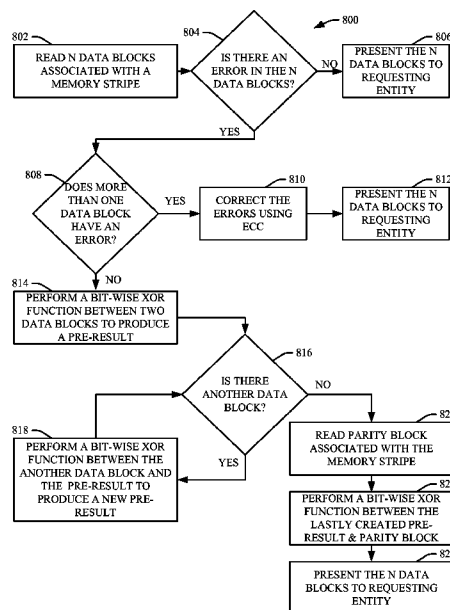 800
802
READ N DATA BLOCKS
ASSOCIATED WITH A
MEMORY STRIPE
804
IS THERE AN
ERROR IN THE N
DATA BLOCKS?
NO
806
PRESENT THE N
DATA BLOCKS TO
REQUESTING
ENTITY
YES
808
DOES MORE
THAN ONE
DATA BLOCK
HAVE AN
ERROR?
YES
810
CORRECT THE
ERRORS USING
ECC
812
PRESENT THE N
DATA BLOCKS TO
REQUESTING
ENTITY
NO
814
PERFORM A BIT-WISE XOR
FUNCTION BETWEEN TWO
DATA BLOCKS TO PRODUCE
A PRE-RESULT
816
IS THERE
ANOTHER DATA
BLOCK?
NO
YES
818
PERFORM A BIT-WISE XOR
FUNCTION BETWEEN THE
ANOTHER DATA BLOCK AND
THE PRE-RESULT TO
PRODUCE A NEW PRE-
RESULT
82
READ PARITY BLOCK
ASSOCIATED WITH THE
MEMORY STRIPE
82
PERFORM A BIT-WISE XOR
FUNCTION BETWEEN THE
LASTLY CREATED PRE-
RESULT & PARITY BLOCK
82
PRESENT THE N DATA
BLOCKS TO REQUESTING
ENTITY